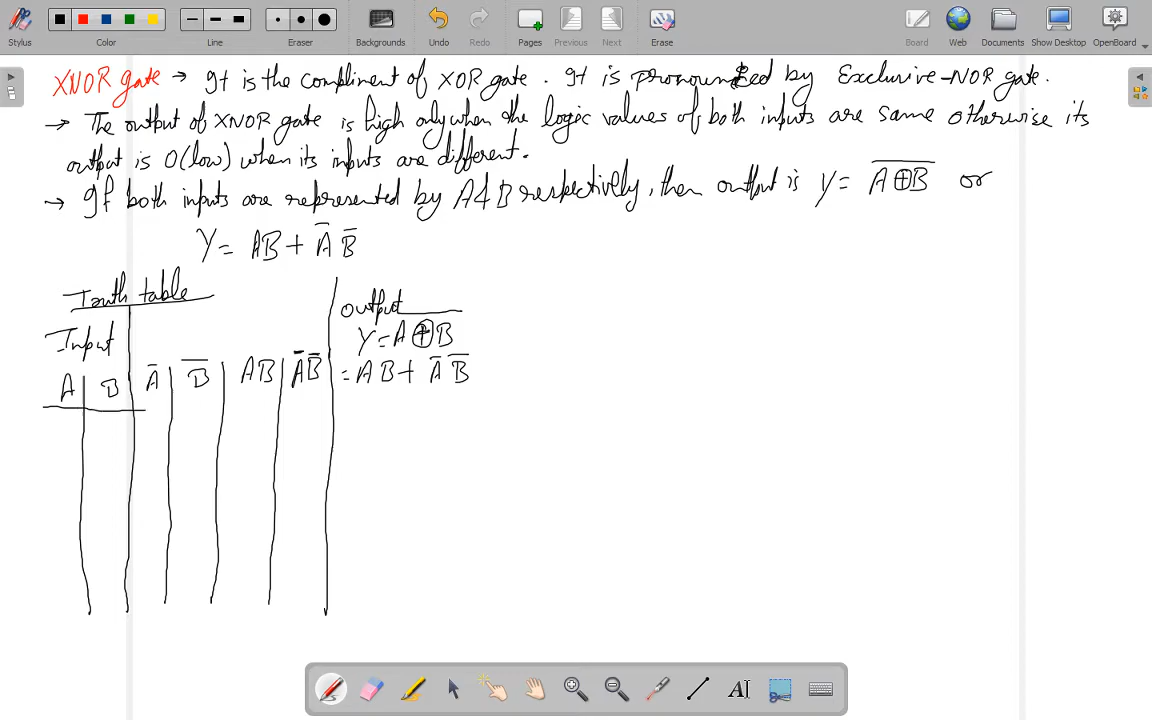 Stylus Color Line Eraser Backgrounds Undo Redo Pages Previous Next Erase Board Web Documents Show Desktop OpenBoard
XNOR gate → It is the compliment of XOR gate. It is pronounced by Exclusive-NOR gate.
→ The output of XNOR gate is high only when the logic values of both inputs are same otherwise its
output is 0(low) when its inputs are different.
→ If both inputs are represented by A & B respectively, then output is y = \overline{A⊕B} or
Y = AB + A̅ B̅
Truth table
Output
Input
Y = A⊕B
A B A̅ B̅ AB A̅B̅ = AB + A̅ B̅